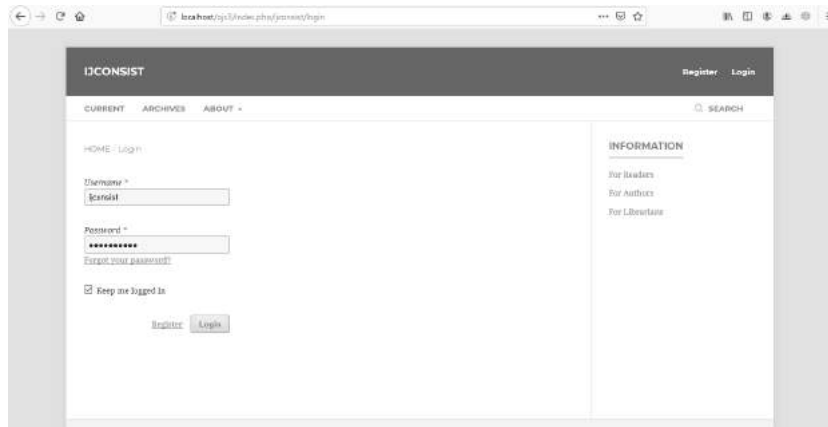 localhost/ojs3/index.php/ijconsist/login
IJCONSIST
Register Login
CURRENT ARCHIVES ABOUT
SEARCH
HOME / Login
Username *
ijconsist
Password *
••••••••••
Forgot your password?
Keep me logged in
Register Login
INFORMATION
For Readers
For Authors
For Librarians